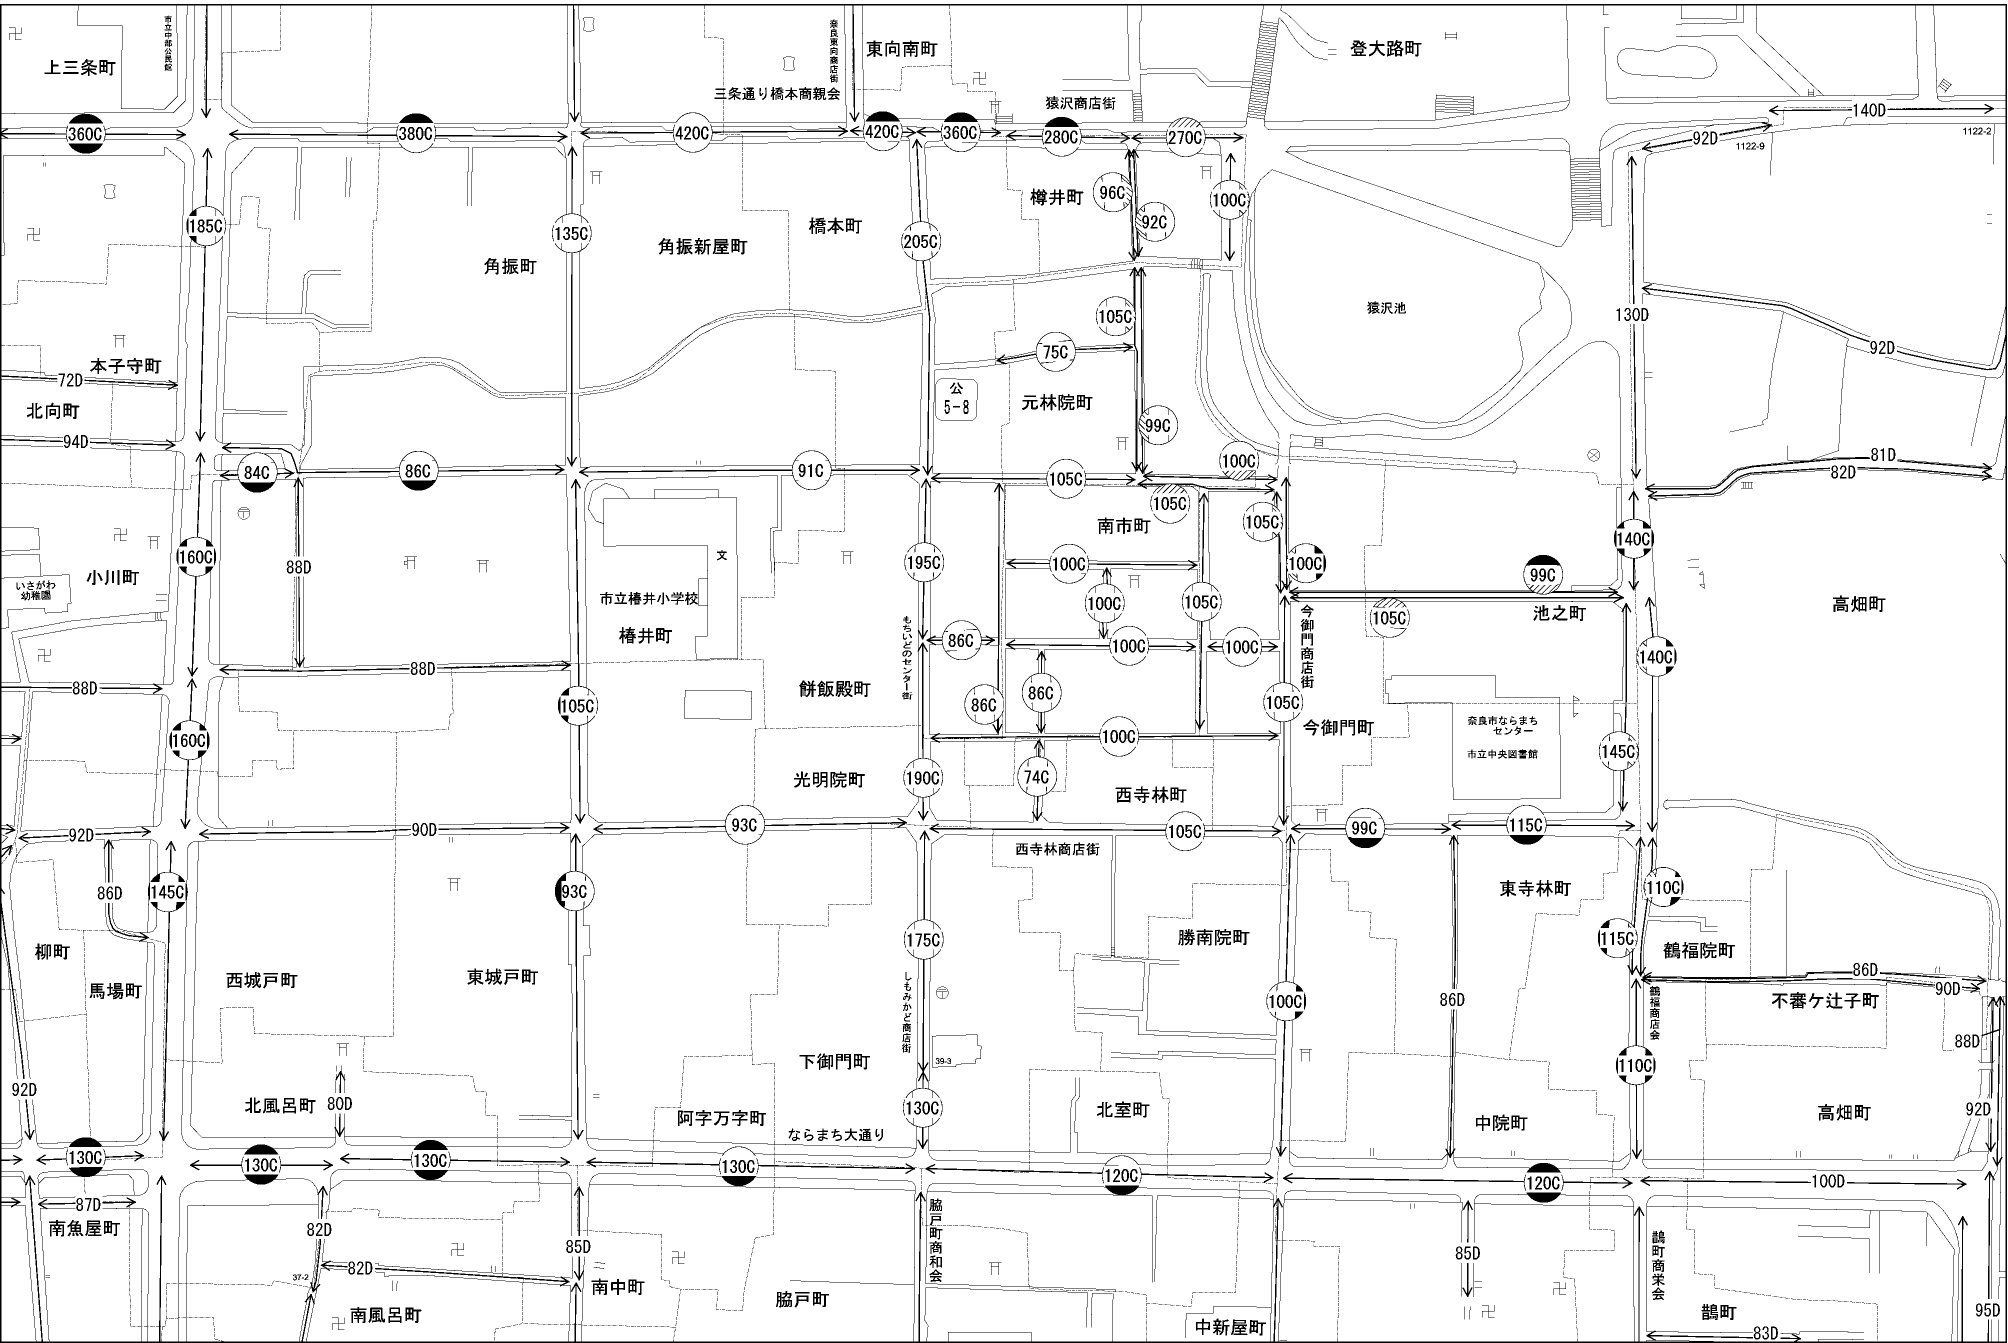 上三条町
市立中部公民館
奈良東向商店街
東向南町
登大路町
三条通り橋本商親会
猿沢商店街
140D
360C
380C
420C
420C
360C
280C
270C
92D
1122-9
1122-2
185C
135C
205C
96C
92C
100C
樽井町
橋本町
角振新屋町
角振町
猿沢池
130D
105C
75C
92D
本子守町
72D
北向町
94D
公
5-8
元林院町
99C
84C
86C
91C
105C
100C
105C
81D
82D
南市町
105C
140C
160C
88D
195C
100C
100C
99C
文
いさがわ
幼稚園
小川町
市立椿井小学校
椿井町
もちいどのセンター街
100C
105C
105C
池之町
高畑町
今御門商店街
86C
100C
100C
140C
88D
88D
餅飯殿町
86C
86C
105C
105C
今御門町
奈良市ならまち
センター
市立中央図書館
160C
100C
145C
光明院町
190C
74C
西寺林町
92D
90D
93C
105C
99C
115C
西寺林商店街
86D
145C
93C
東寺林町
110C
柳町
馬場町
西城戸町
東城戸町
175C
勝南院町
115C
鶴福院町
86D
90D
不審ケ辻子町
しもみかど商店街
100C
86D
鶴福商店会
88D
39-3
下御門町
110C
92D
北風呂町
80D
阿字万字町
130C
北室町
中院町
高畑町
92D
ならまち大通り
130C
130C
130C
130C
120C
120C
100D
87D
南魚屋町
82D
85D
脇戸町商和会
85D
鵲町商栄会
37-2
82D
南中町
南風呂町
脇戸町
中新屋町
鵲町
83D
95D